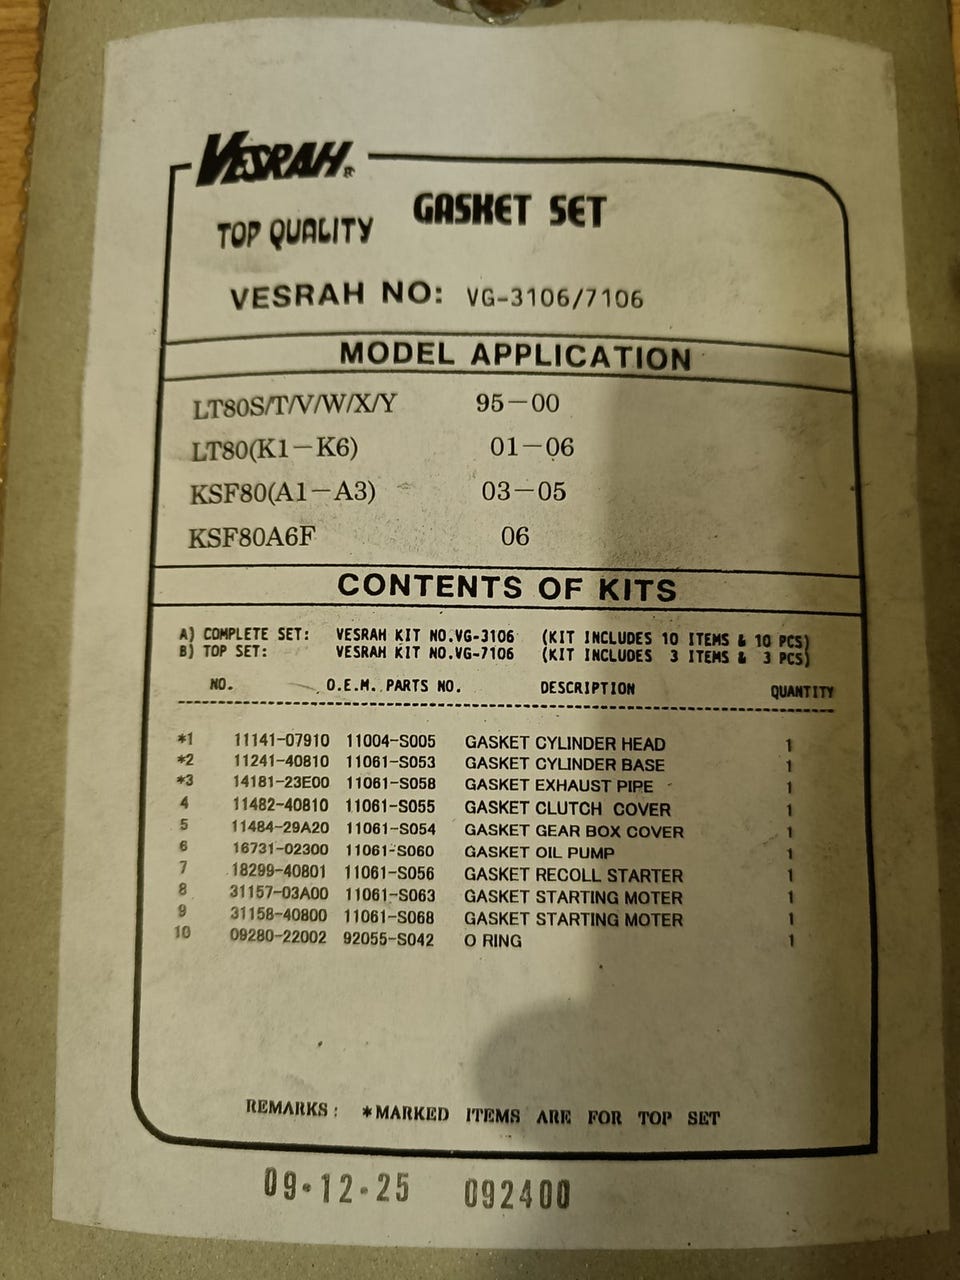 VESRAH®
TOP QUALITY GASKET SET
VESRAH NO: VG-3106/7106
MODEL APPLICATION
LT80S/T/V/W/X/Y 95-00
LT80(K1-K6) 01-06
KSF80(A1-A3) 03-05
KSF80A6F 06
CONTENTS OF KITS
A) COMPLETE SET: VESRAH KIT NO.VG-3106 (KIT INCLUDES 10 ITEMS & 10 PCS)
B) TOP SET: VESRAH KIT NO.VG-7106 (KIT INCLUDES 3 ITEMS & 3 PCS)
NO. O.E.M. PARTS NO. DESCRIPTION QUANTITY
*1 11141-07910 11004-S005 GASKET CYLINDER HEAD 1
*2 11241-40810 11061-S053 GASKET CYLINDER BASE 1
*3 14181-23E00 11061-S058 GASKET EXHAUST PIPE 1
4 11482-40810 11061-S055 GASKET CLUTCH COVER 1
5 11484-29A20 11061-S054 GASKET GEAR BOX COVER 1
6 16731-02300 11061-S060 GASKET OIL PUMP 1
7 18299-40801 11061-S056 GASKET RECOLL STARTER 1
8 31157-03A00 11061-S063 GASKET STARTING MOTER 1
9 31158-40800 11061-S068 GASKET STARTING MOTER 1
10 09280-22002 92055-S042 O RING 1
REMARKS: *MARKED ITEMS ARE FOR TOP SET
09.12.25 092400